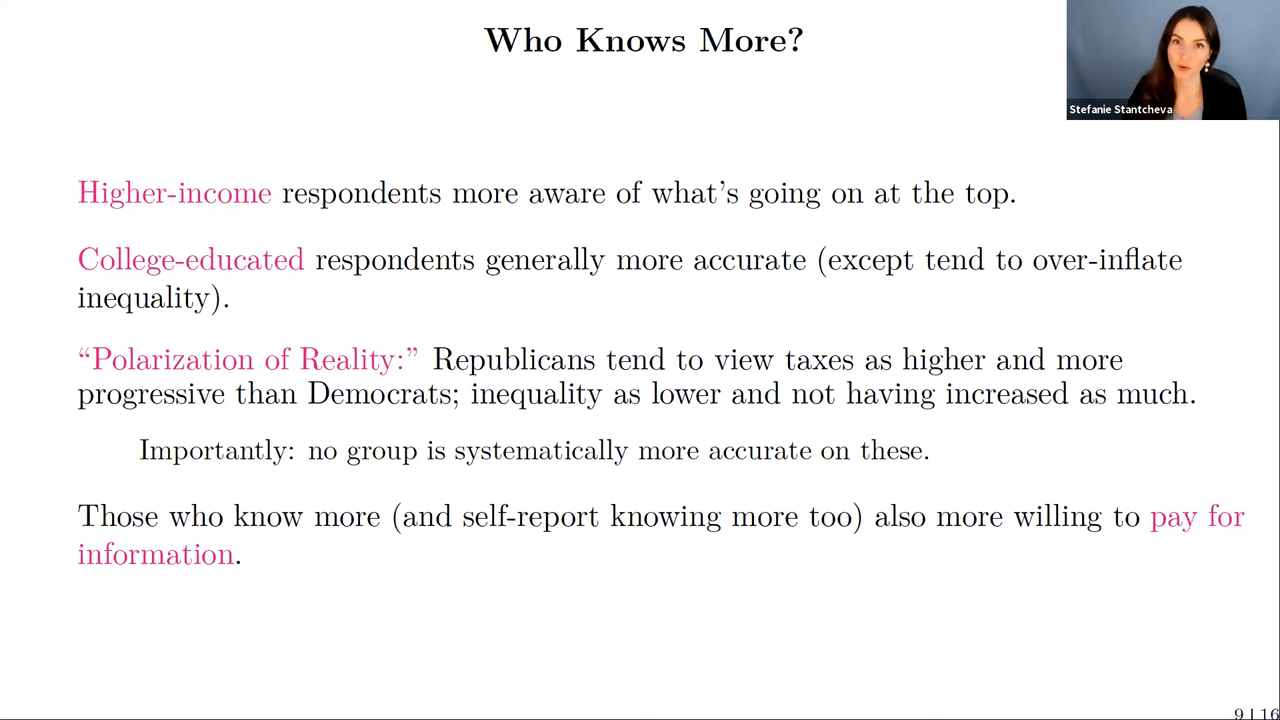 Who Knows More?
Stefanie Stantcheva
Higher-income respondents more aware of what's going on at the top.
College-educated respondents generally more accurate (except tend to over-inflate
inequality).
“Polarization of Reality:” Republicans tend to view taxes as higher and more
progressive than Democrats; inequality as lower and not having increased as much.
Importantly: no group is systematically more accurate on these.
Those who know more (and self-report knowing more too) also more willing to pay for
information.
9 | 16